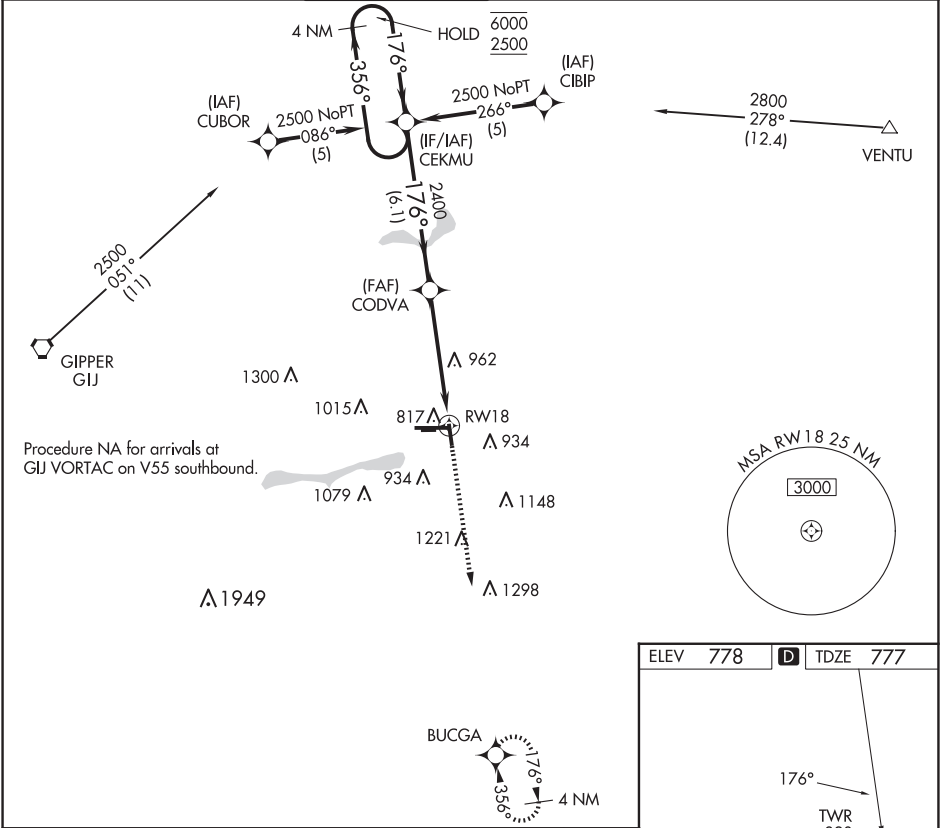 4 NM
HOLD
6000
2500
176°
356°
(IAF)
CIBIP
2500 NoPT
266°
(5)
(IAF)
CUBOR
2500 NoPT
086°
(5)
(IF/IAF)
CEKMU
2800
278°
(12.4)
VENTU
2400
176°
(6.1)
2500
051°
(11)
(FAF)
CODVA
GIPPER
GIJ
962
1300
1015
817
RW18
934
Procedure NA for arrivals at
GIJ VORTAC on V55 southbound.
934
1079
1148
1221
1298
1949
MSA RW18 25 NM
3000
ELEV 778 D TDZE 777
BUCGA
176°
356°
4 NM
176°
TWR